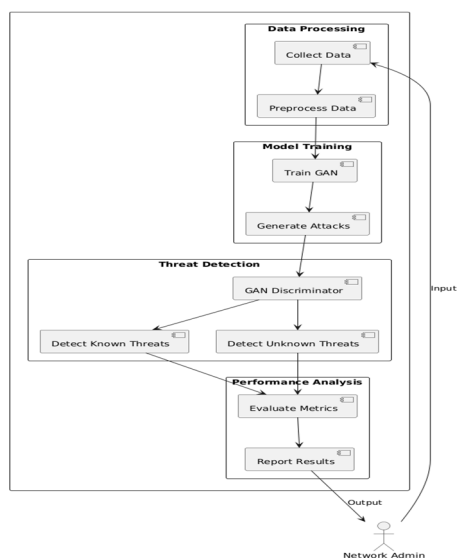 Data Processing
Collect Data
Preprocess Data
Model Training
Train GAN
Generate Attacks
Threat Detection
GAN Discriminator
Input
Detect Known Threats
Detect Unknown Threats
Performance Analysis
Evaluate Metrics
Report Results
Output
Network Admin